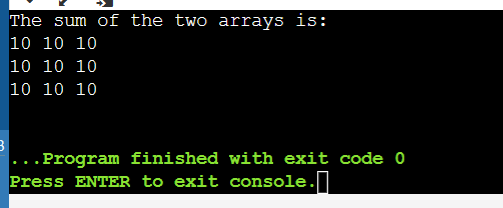 The sum of the two arrays is:
10 10 10
10 10 10
10 10 10
...Program finished with exit code 0
Press ENTER to exit console.